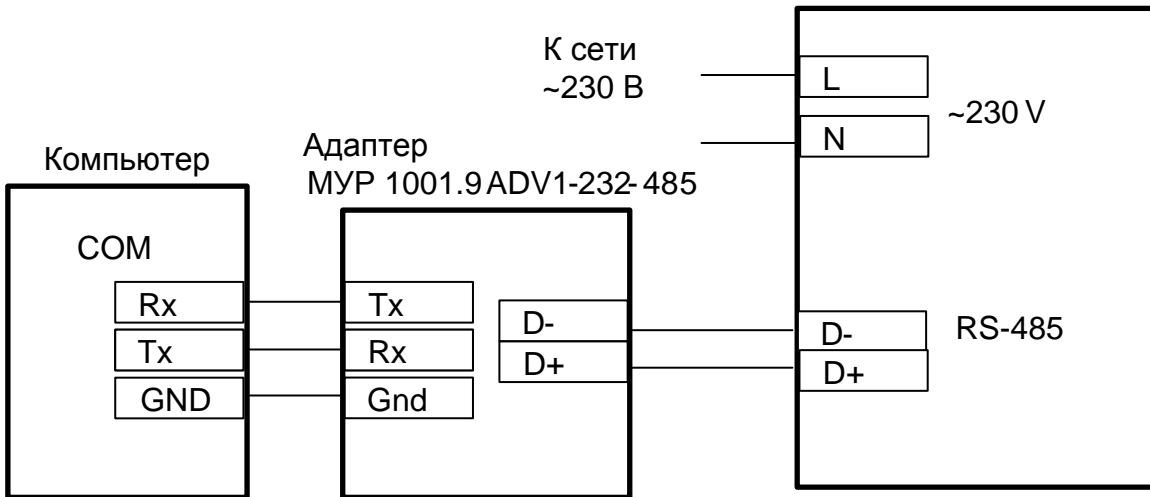 К сети
~230 В
L
N
~230 V
Компьютер
Адаптер
МУР 1001.9 ADV1-232-485
COM
Rx
Tx
GND
Tx
Rx
Gnd
D-
D+
D-
D+
RS-485